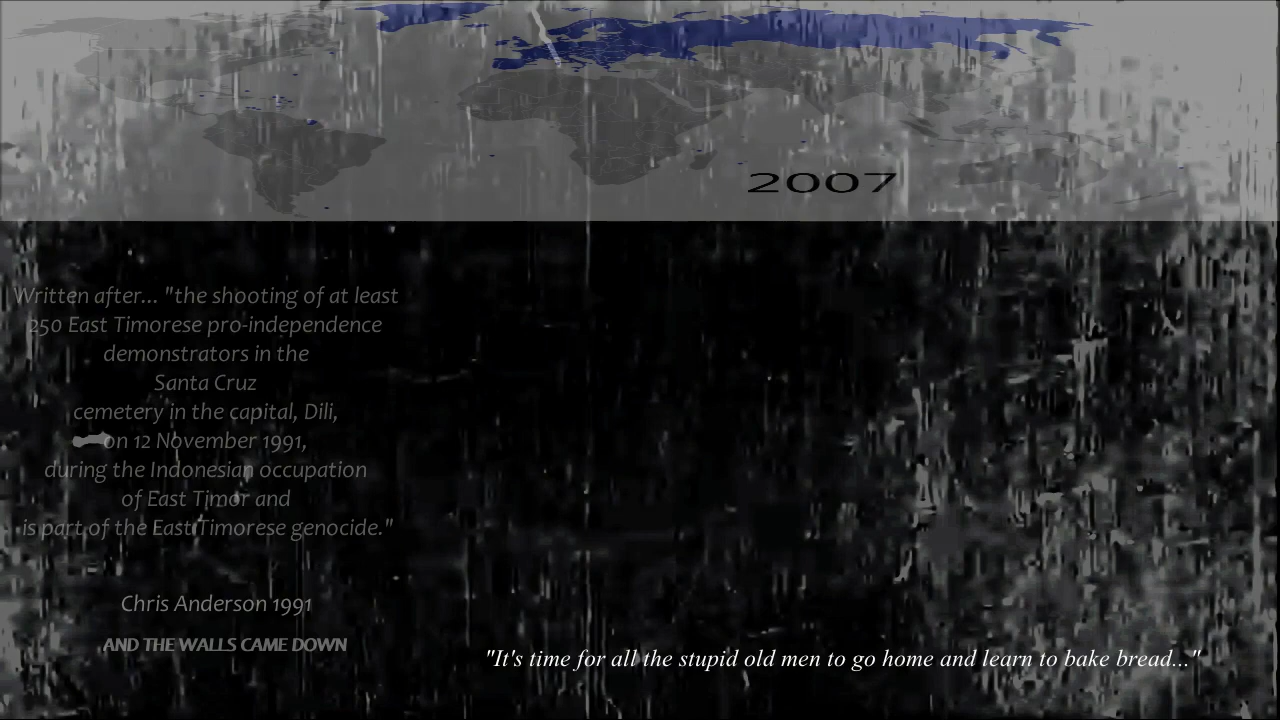 2007
Written after... "the shooting of at least
250 East Timorese pro-independence
demonstrators in the
Santa Cruz
cemetery in the capital, Dili,
on 12 November 1991,
during the Indonesian occupation
of East Timor and
is part of the East Timorese genocide."
Chris Anderson 1991
AND THE WALLS CAME DOWN
"It's time for all the stupid old men to go home and learn to bake bread..."